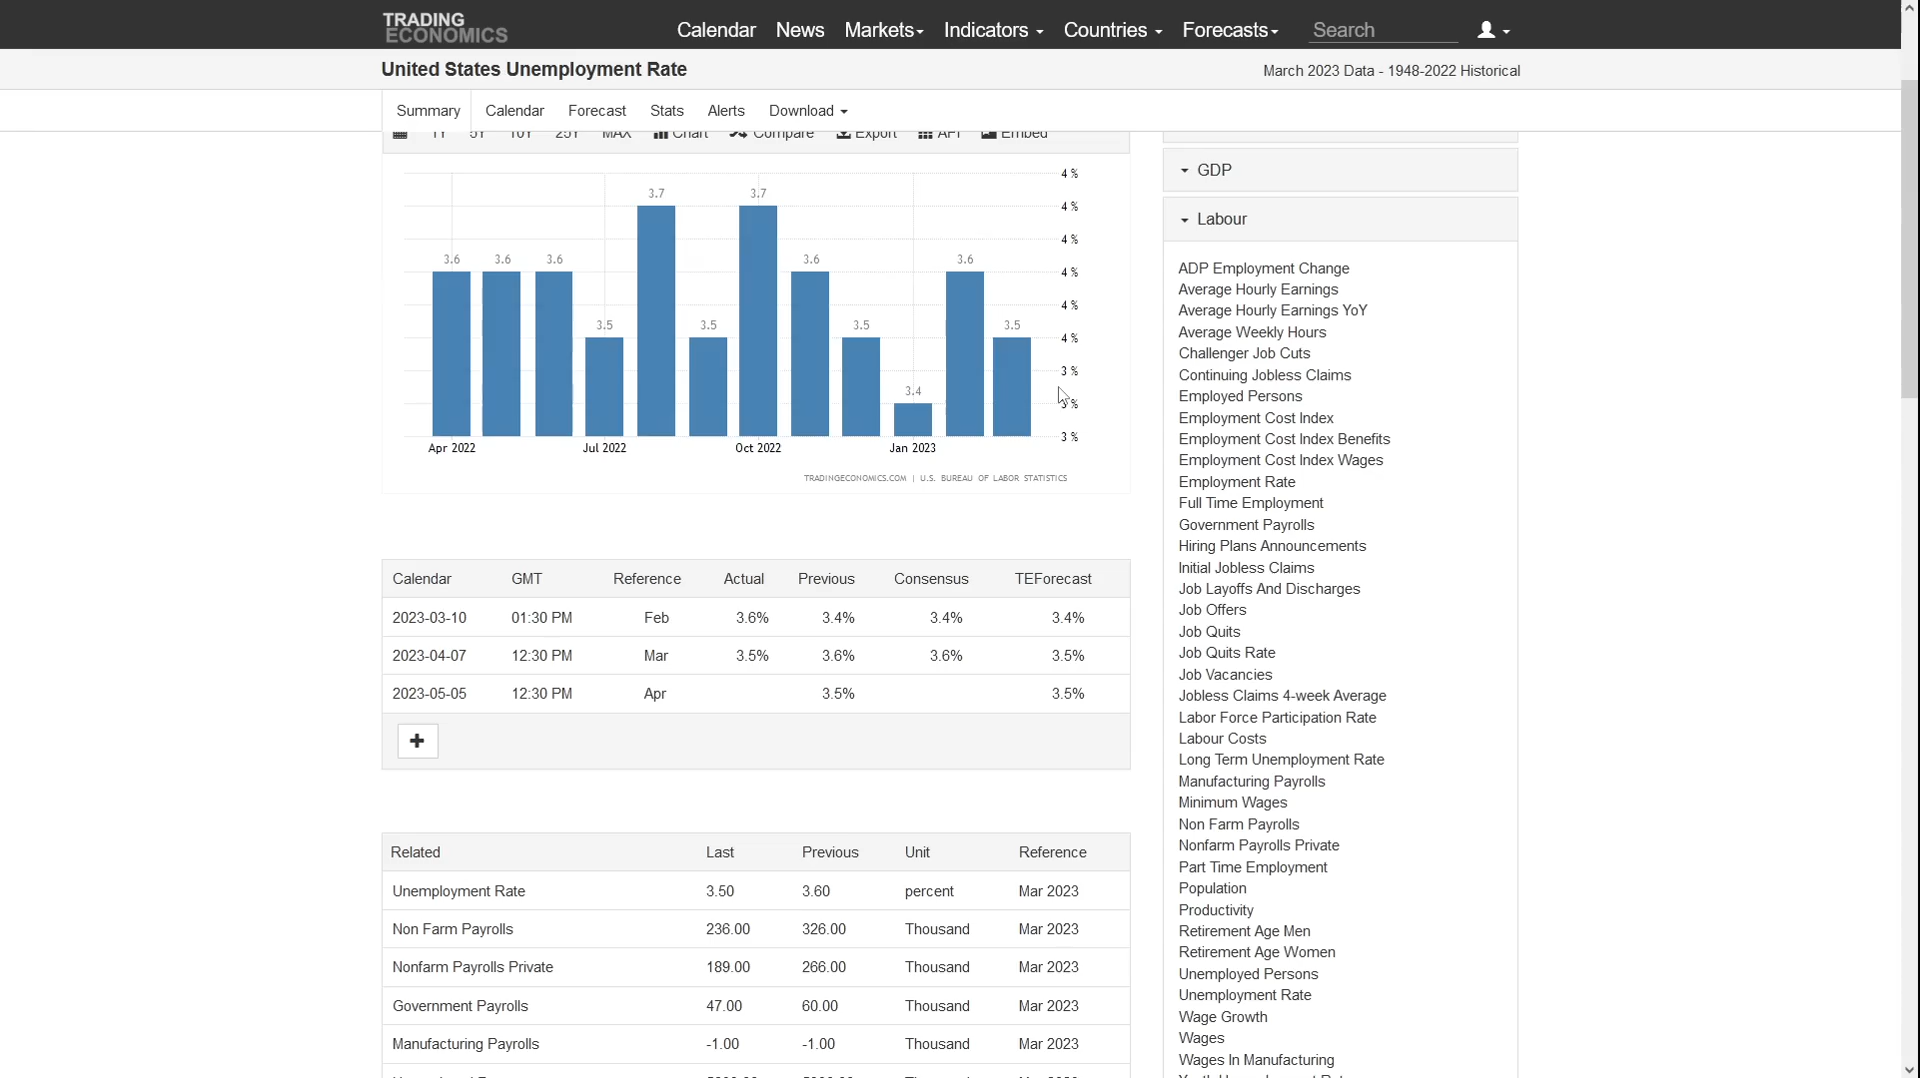 TRADING
ECONOMICS
Calendar News Markets Indicators Countries Forecasts Search
United States Unemployment Rate
March 2023 Data - 1948-2022 Historical
Summary Calendar Forecast Stats Alerts Download
1Y 5Y 10Y 25Y MAX Chart Compare Export API Embed
4 %
4 %
4 %
4 %
4 %
4 %
3 %
3 %
3.6 3.6 3.6 3.5 3.7 3.5 3.7 3.6 3.5 3.4 3.6 3.5
Apr 2022 Jul 2022 Oct 2022 Jan 2023
TRADINGECONOMICS.COM | U.S. BUREAU OF LABOR STATISTICS
Calendar GMT Reference Actual Previous Consensus TEForecast
2023-03-10 01:30 PM Feb 3.6% 3.4% 3.4% 3.4%
2023-04-07 12:30 PM Mar 3.5% 3.6% 3.6% 3.5%
2023-05-05 12:30 PM Apr 3.5% 3.5%
Related Last Previous Unit Reference
Unemployment Rate 3.50 3.60 percent Mar 2023
Non Farm Payrolls 236.00 326.00 Thousand Mar 2023
Nonfarm Payrolls Private 189.00 266.00 Thousand Mar 2023
Government Payrolls 47.00 60.00 Thousand Mar 2023
Manufacturing Payrolls -1.00 -1.00 Thousand Mar 2023
GDP
Labour
ADP Employment Change
Average Hourly Earnings
Average Hourly Earnings YoY
Average Weekly Hours
Challenger Job Cuts
Continuing Jobless Claims
Employed Persons
Employment Cost Index
Employment Cost Index Benefits
Employment Cost Index Wages
Employment Rate
Full Time Employment
Government Payrolls
Hiring Plans Announcements
Initial Jobless Claims
Job Layoffs And Discharges
Job Offers
Job Quits
Job Quits Rate
Job Vacancies
Jobless Claims 4-week Average
Labor Force Participation Rate
Labour Costs
Long Term Unemployment Rate
Manufacturing Payrolls
Minimum Wages
Non Farm Payrolls
Nonfarm Payrolls Private
Part Time Employment
Population
Productivity
Retirement Age Men
Retirement Age Women
Unemployed Persons
Unemployment Rate
Wage Growth
Wages
Wages In Manufacturing